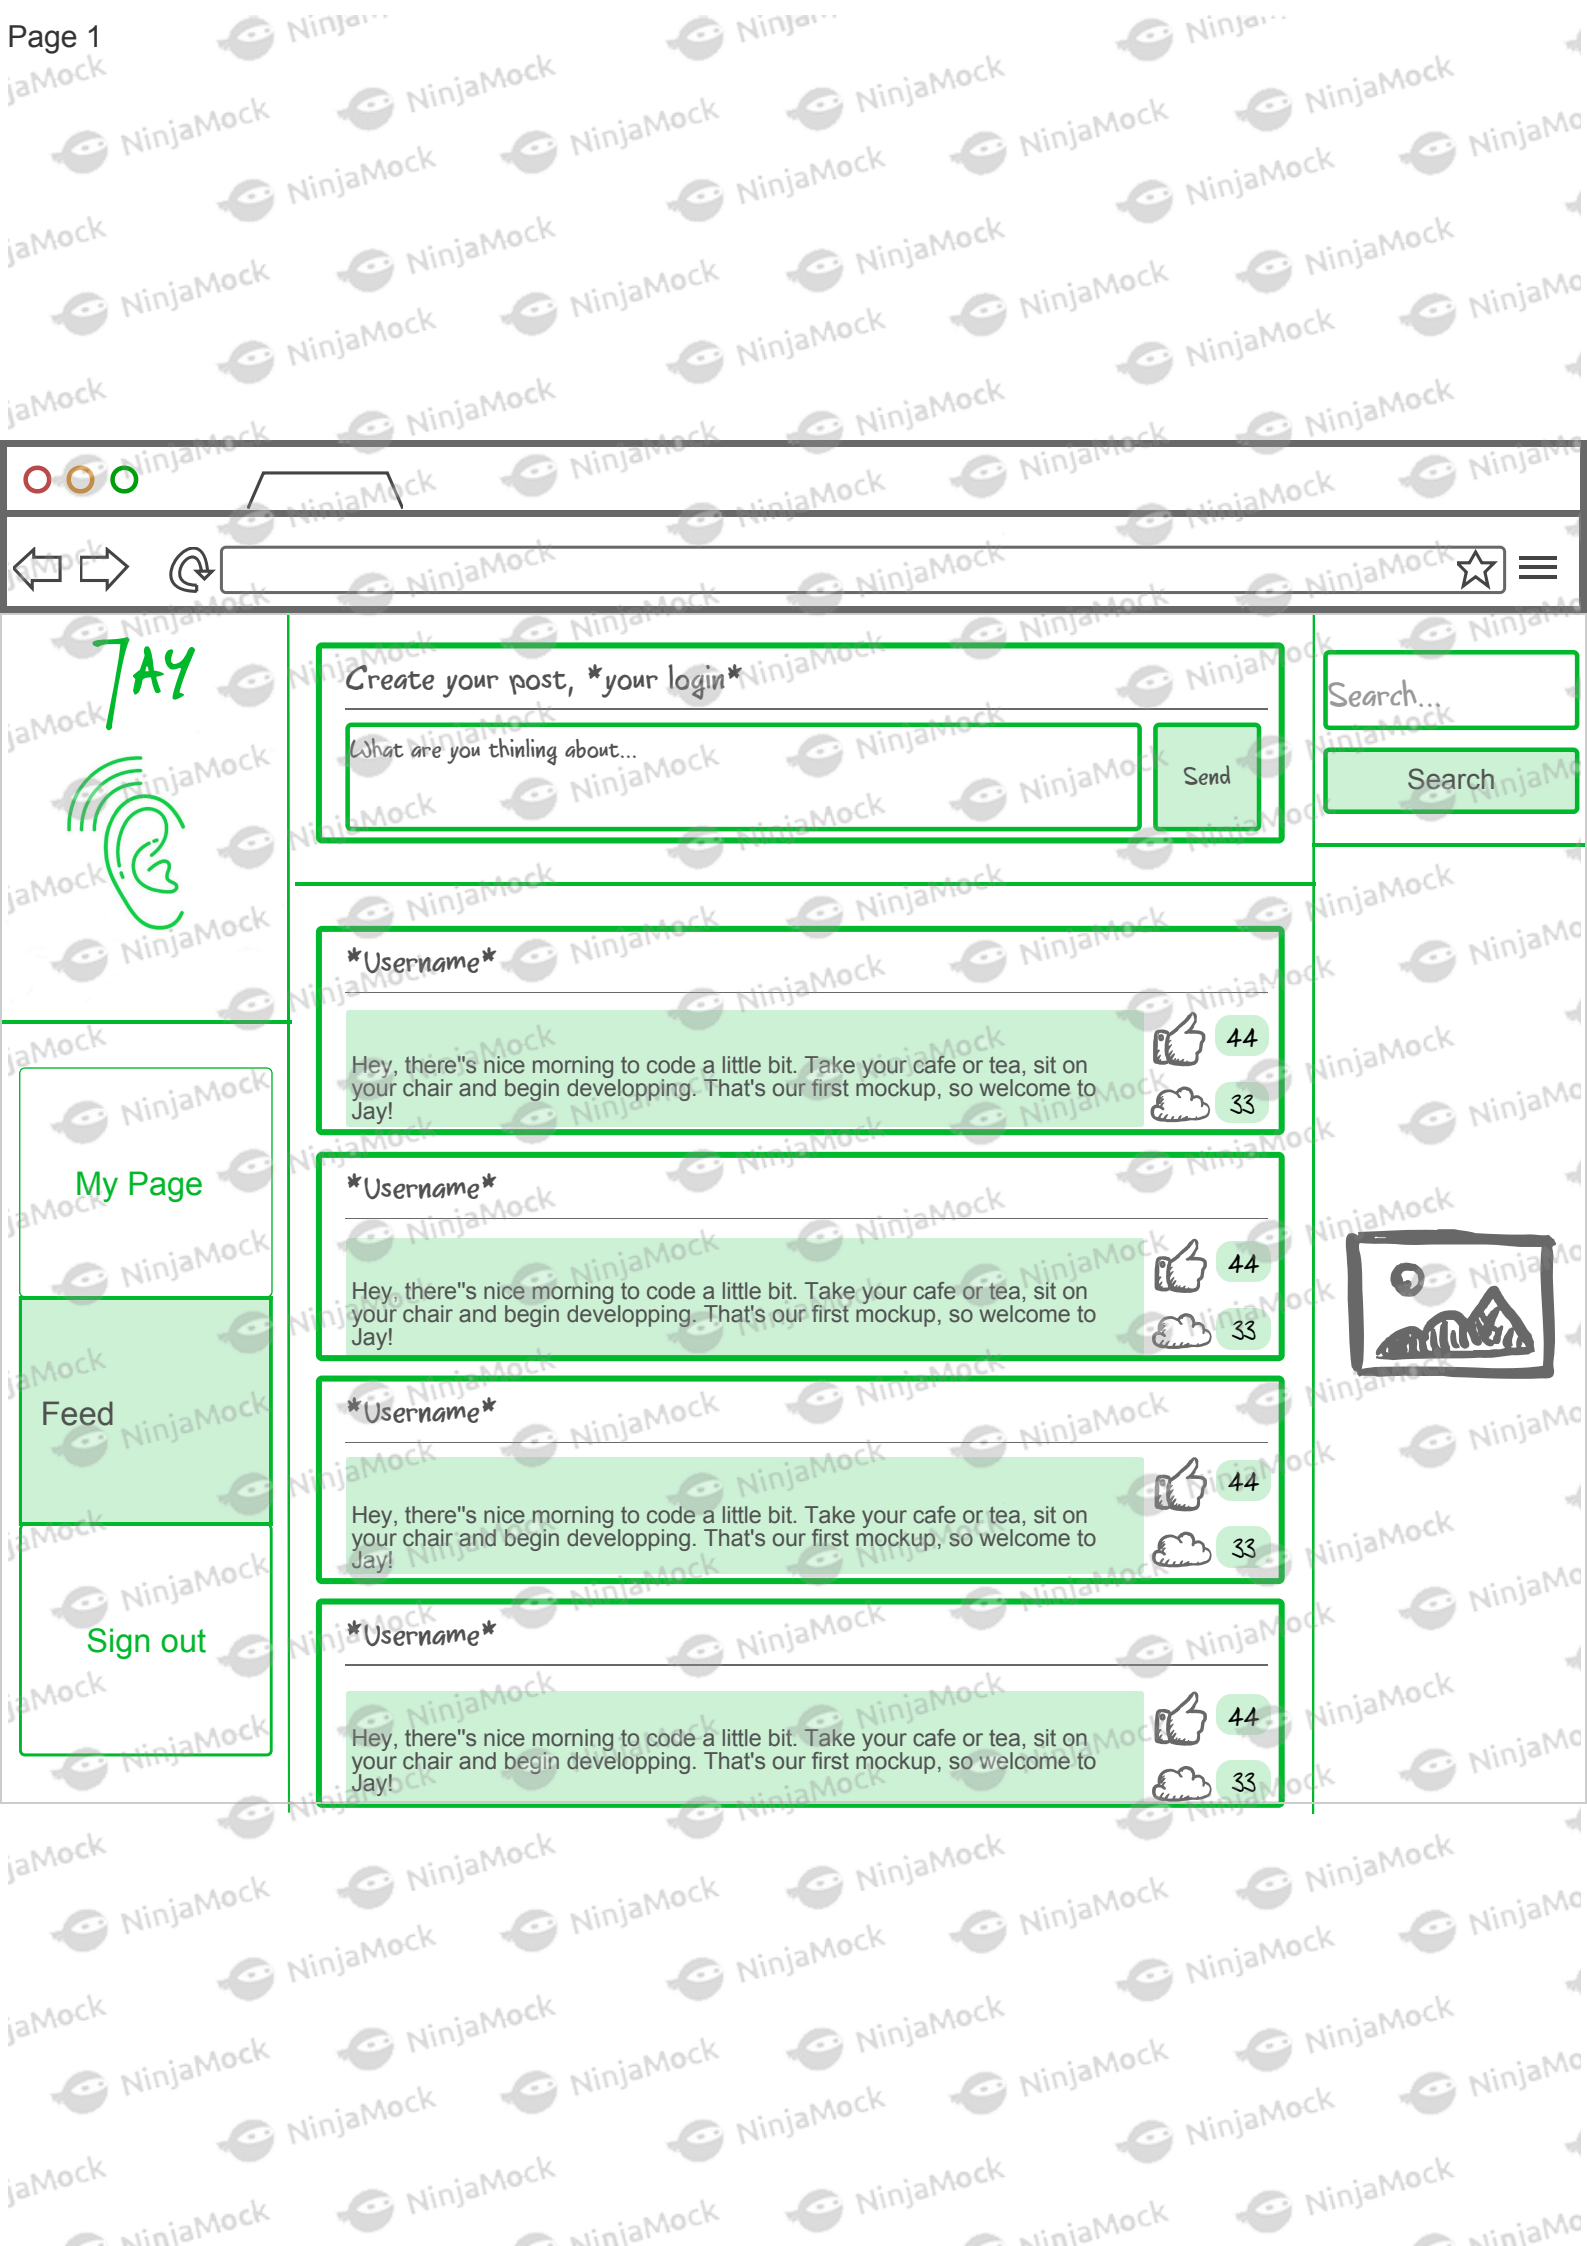 Page 1
JAY
Create your post, *your login*
What are you thinling about...
Send
Search...
Search
My Page
Feed
Sign out
*Username*
Hey, there"s nice morning to code a little bit. Take your cafe or tea, sit on
your chair and begin developping. That's our first mockup, so welcome to
Jay!
44
33
*Username*
Hey, there"s nice morning to code a little bit. Take your cafe or tea, sit on
your chair and begin developping. That's our first mockup, so welcome to
Jay!
44
33
*Username*
Hey, there"s nice morning to code a little bit. Take your cafe or tea, sit on
your chair and begin developping. That's our first mockup, so welcome to
Jay!
44
33
*Username*
Hey, there"s nice morning to code a little bit. Take your cafe or tea, sit on
your chair and begin developping. That's our first mockup, so welcome to
Jay!
44
33
NinjaMock